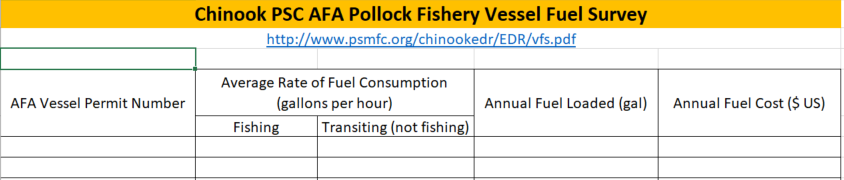 Chinook PSC AFA Pollock Fishery Vessel Fuel Survey
http://www.psmfc.org/chinookedr/EDR/vfs.pdf
AFA Vessel Permit Number
Average Rate of Fuel Consumption
(gallons per hour)
Fishing
Transiting (not fishing)
Annual Fuel Loaded (gal)
Annual Fuel Cost ($ US)